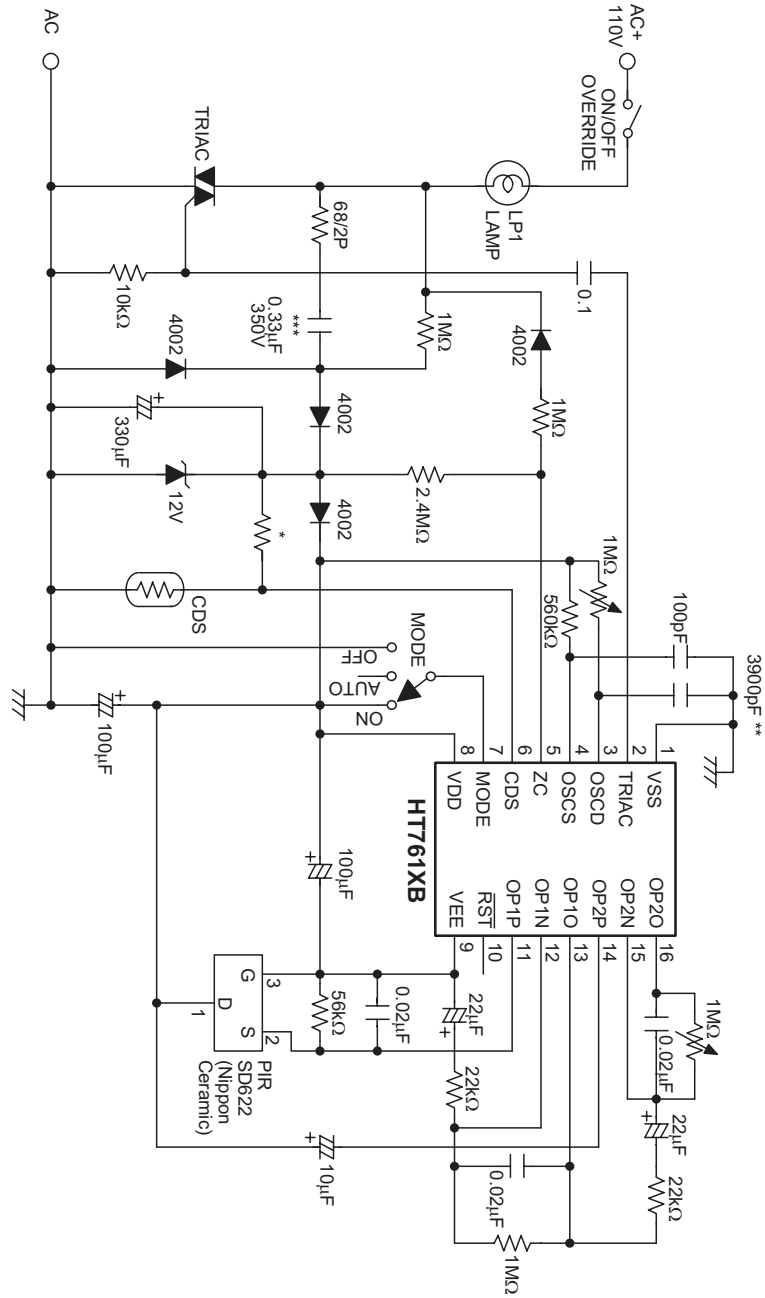 AC+
110V
ON/OFF
OVERRIDE
LP1
LAMP
AC
TRIAC
68/2P
***
0.33μF
350V
10kΩ
0.1
1MΩ
4002
1MΩ
4002
4002
4002
2.4MΩ
330μF
+
12V
*
CDS
1MΩ
560kΩ
100pF
3900pF **
MODE
OFF
AUTO
ON
+
100μF
1
2
3
4
5
6
7
8
VSS
TRIAC
OSCD
OSCS
ZC
CDS
MODE
VDD
HT761XB
OP2O
OP2N
OP2P
OP1O
OP1N
OP1P
RST
VEE
16
15
14
13
12
11
10
9
100μF
+
1MΩ
0.02μF
22μF
+
22kΩ
22μF
+
22kΩ
0.02μF
56kΩ
0.02μF
1MΩ
10μF
+
G
D
S
3
1
2
PIR
SD622
(Nippon
Ceramic)